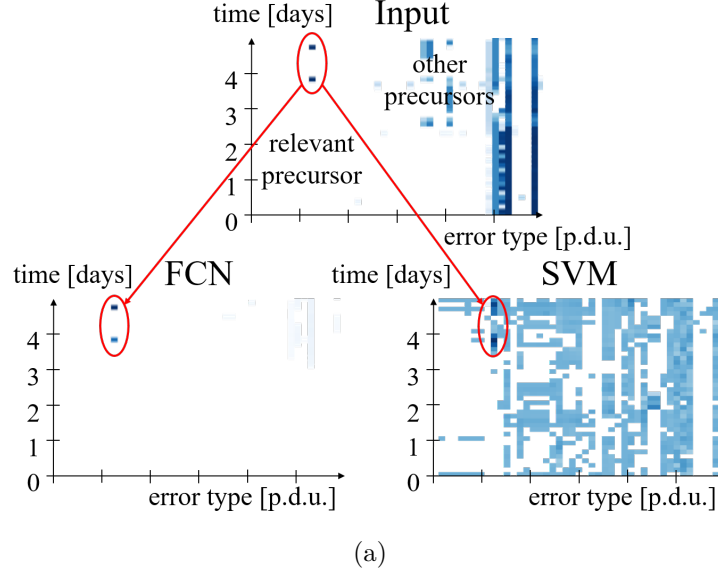 time [days]
Input
4
3
2
1
0
other
precursors
relevant
precursor
error type [p.d.u.]
time [days]
FCN
4
3
2
1
0
error type [p.d.u.]
time [days]
SVM
4
3
2
1
0
error type [p.d.u.]
(a)